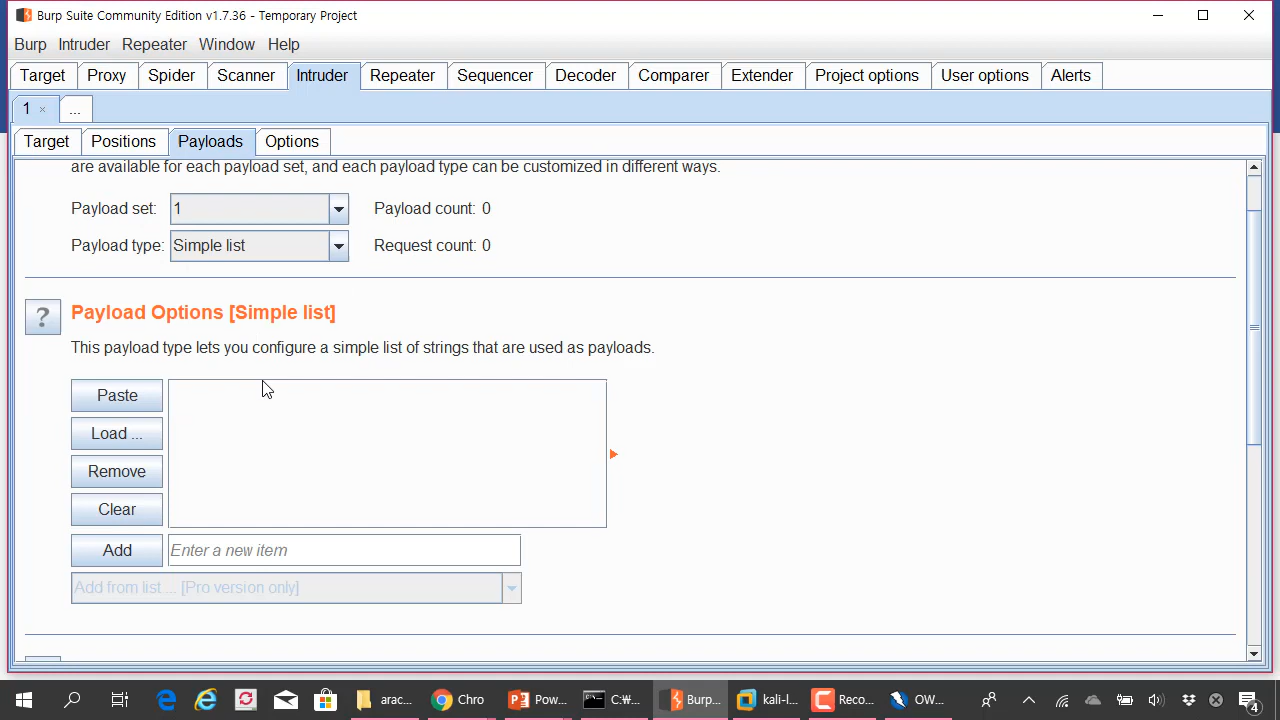 Burp Suite Community Edition v1.7.36 - Temporary Project
Burp Intruder Repeater Window Help
Target Proxy Spider Scanner Intruder Repeater Sequencer Decoder Comparer Extender Project options User options Alerts
1 × ...
Target Positions Payloads Options
are available for each payload set, and each payload type can be customized in different ways.
Payload set: 1 Payload count: 0
Payload type: Simple list Request count: 0
? Payload Options [Simple list]
This payload type lets you configure a simple list of strings that are used as payloads.
Paste
Load ...
Remove
Clear
Add Enter a new item
Add from list ... [Pro version only]
arac... Chro Pow... C:₩... Burp... kali-l... Reco... OW... 4